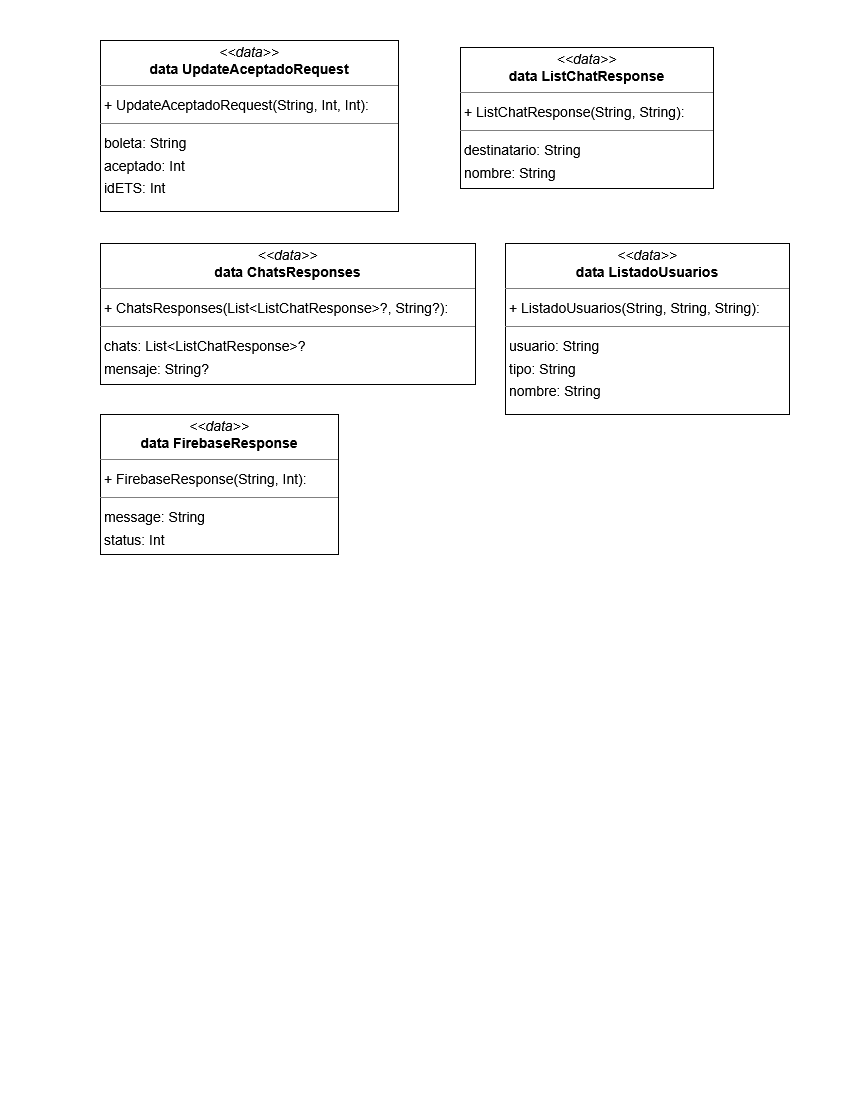 <<data>>
data UpdateAceptadoRequest
+ UpdateAceptadoRequest(String, Int, Int):
boleta: String
aceptado: Int
idETS: Int
<<data>>
data ListChatResponse
+ ListChatResponse(String, String):
destinatario: String
nombre: String
<<data>>
data ChatsResponses
+ ChatsResponses(List<ListChatResponse>?, String?):
chats: List<ListChatResponse>?
mensaje: String?
<<data>>
data ListadoUsuarios
+ ListadoUsuarios(String, String, String):
usuario: String
tipo: String
nombre: String
<<data>>
data FirebaseResponse
+ FirebaseResponse(String, Int):
message: String
status: Int